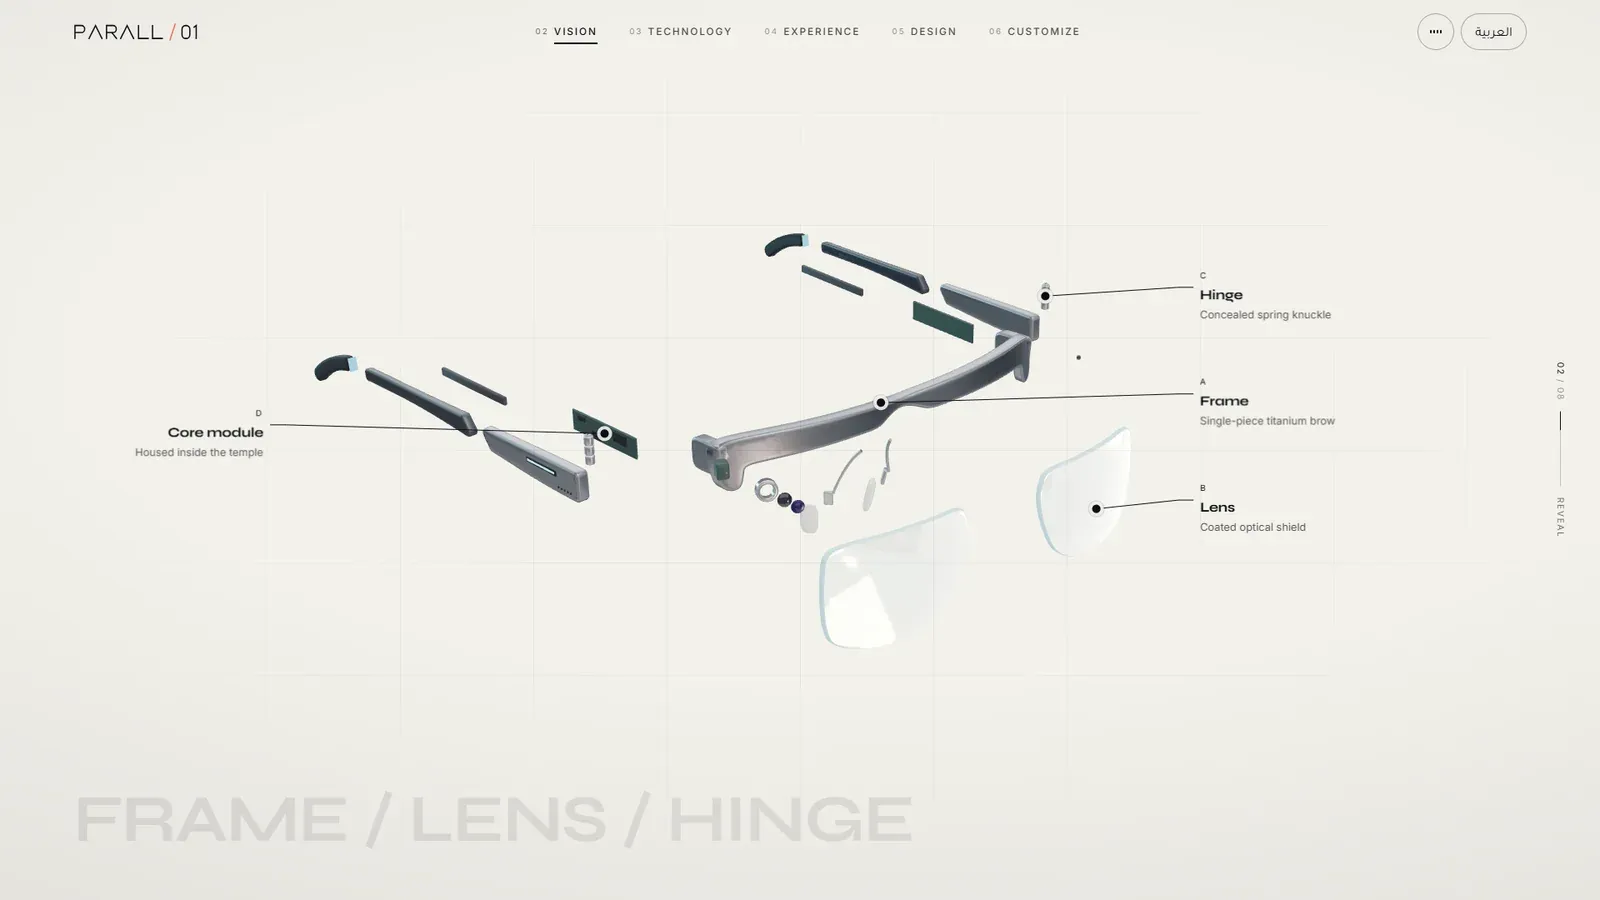 PARALL / 01
02 VISION
03 TECHNOLOGY
04 EXPERIENCE
05 DESIGN
06 CUSTOMIZE
العربية
C
Hinge
Concealed spring knuckle
A
Frame
Single-piece titanium brow
D
Core module
Housed inside the temple
B
Lens
Coated optical shield
02 / 08
REVEAL
FRAME / LENS / HINGE